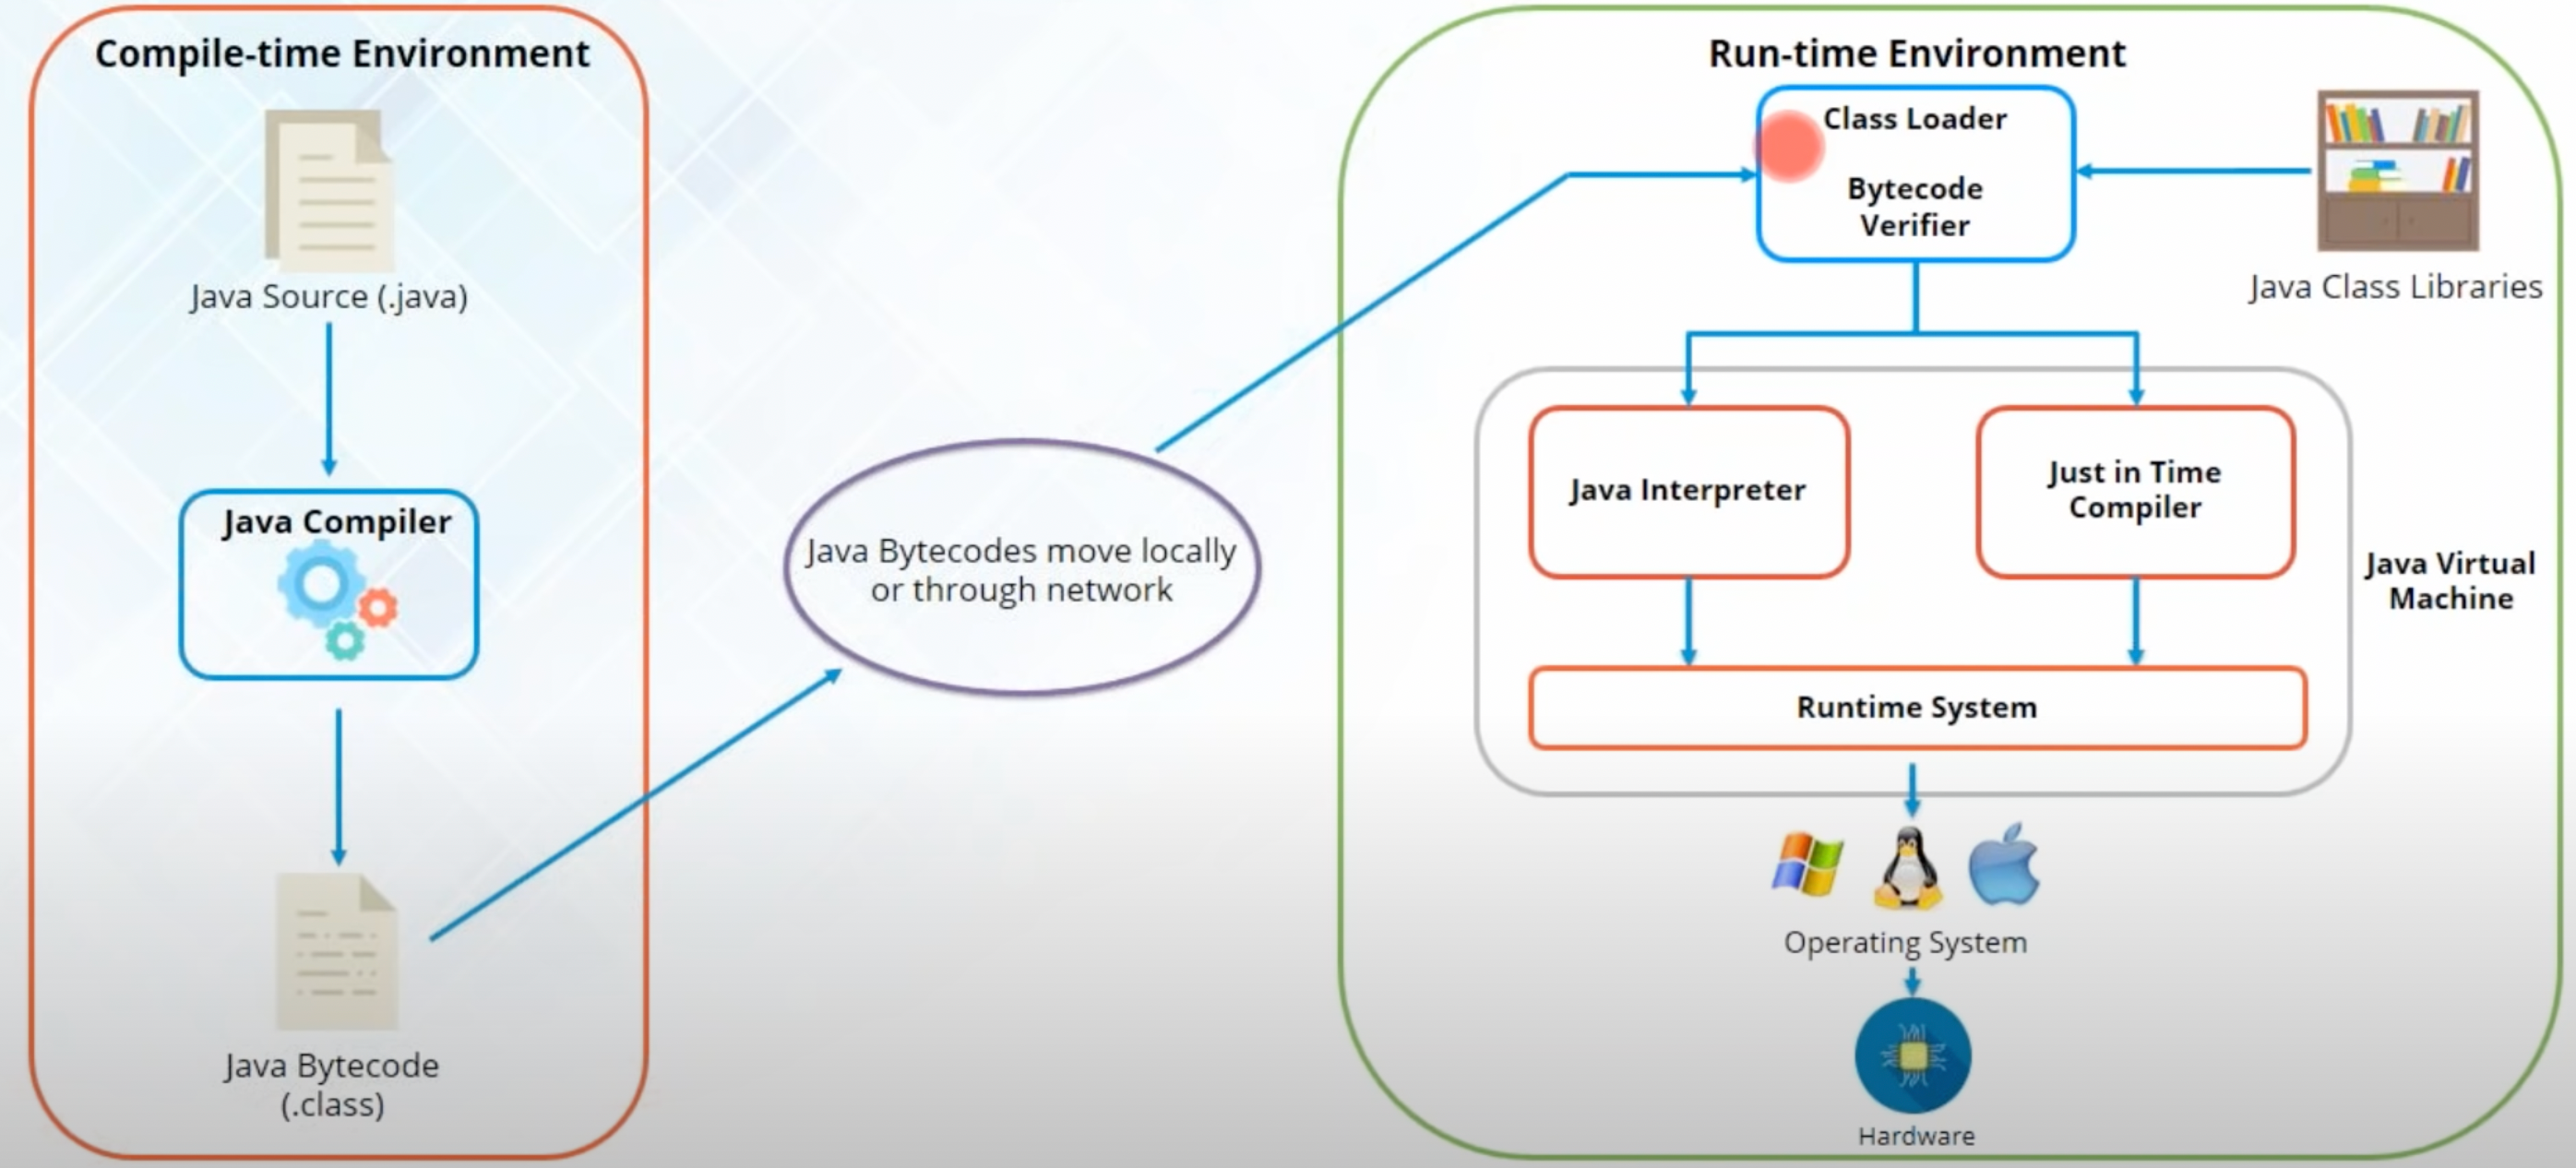 Compile-time Environment
Java Source (.java)
Java Compiler
Java Bytecode
(.class)
Java Bytecodes move locally
or through network
Run-time Environment
Class Loader
Bytecode
Verifier
Java Class Libraries
Java Interpreter
Just in Time
Compiler
Java Virtual
Machine
Runtime System
Operating System
Hardware